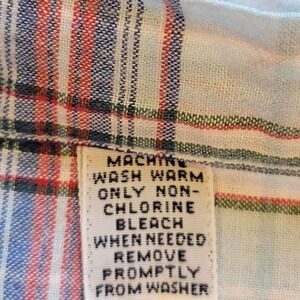 MACHINE
WASH WARM
ONLY NON-
CHLORINE
BLEACH
WHEN NEEDED
REMOVE
PROMPTLY
FROM WASHER